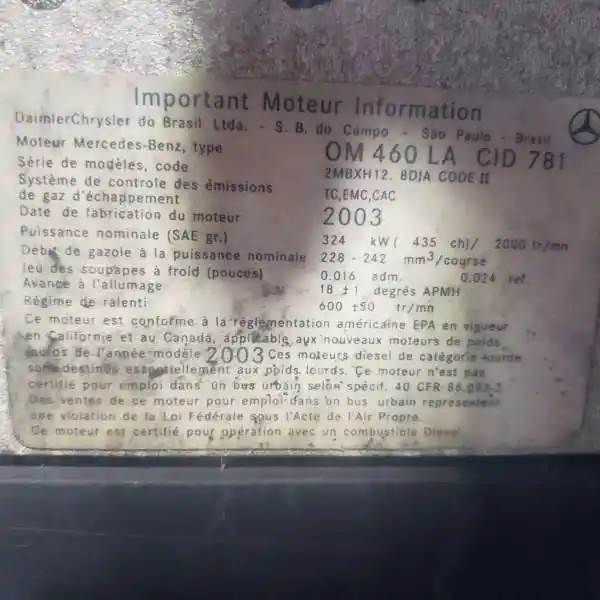 Important Moteur Information
DaimlerChrysler do Brasil Ltda. - S. B. do Campo - Sao Paulo - Brasil
Moteur Mercedes-Benz, type OM 460 LA CID 781
Série de modèles, code 2MBXH12. 8DJA CODE II
Système de controle des émissions
de gaz d'échappement TC,EMC,CAC
Date de fabrication du moteur 2003
Puissance nominale (SAE gr.) 324 kW ( 435 ch)/ 2000 tr/mn
Débit de gazole à la puissance nominale 228 - 242 mm³/course
Jeu des soupapes à froid (pouces) 0.016 adm. 0.024 ref.
Avance à l'allumage 18 ±1 degrés APMH
Régime de ralenti 600 ±50 tr/mn
Ce moteur est conforme à la réglémentation américaine EPA en vigueur
en Californie et au Canada, applicable aux nouveaux moteurs de poids
lourds de l'année modèle 2003 Ces moteurs diesel de catégorie lourde
sont destinés essentiellement aux poids lourds. Ce moteur n'est pas
certifié pour emploi dans un bus urbain selon spécif. 40 CFR
Des ventes de ce moteur pour emploi dans un bus urbain
une violation de la Loi Fédérale sous l'Acte de l'Air Propre.
Ce moteur est certifié pour opération avec un combustible Diesel